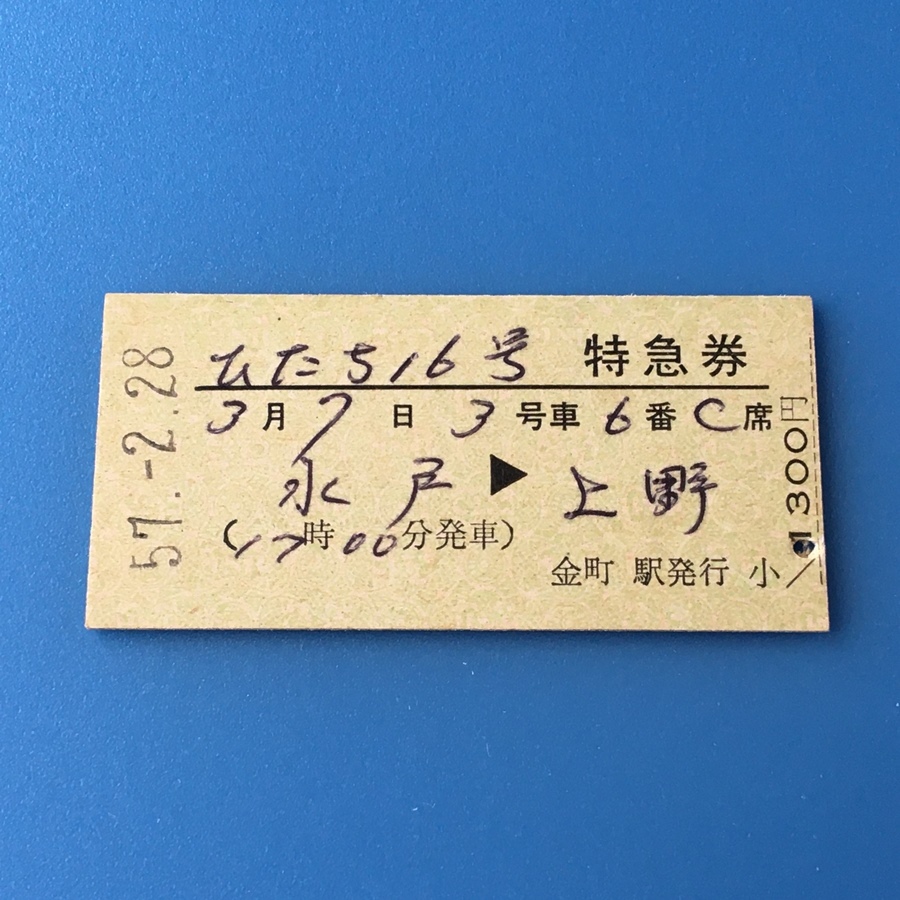 57.-2.28
ひたち16号 特急券
3月7日 3号車 6番C席
水戸▶上野
(17時00分発車)
金町 駅発行 小
1300円